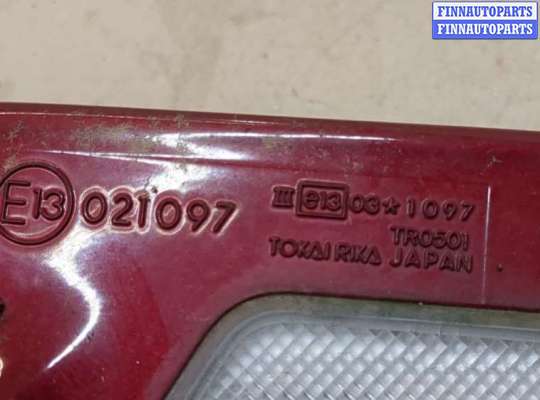 FINNAUTOPARTS
FINNAUTOPARTS
E13 021097
III e13 03*1097
TR0501
TOKAI RIKA JAPAN